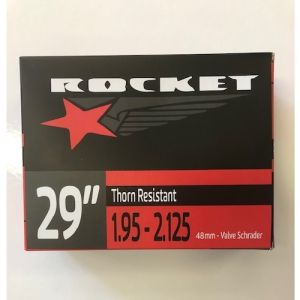 ROCKET
29"
Thorn Resistant
1.95 - 2.125
48mm - Valve Schrader